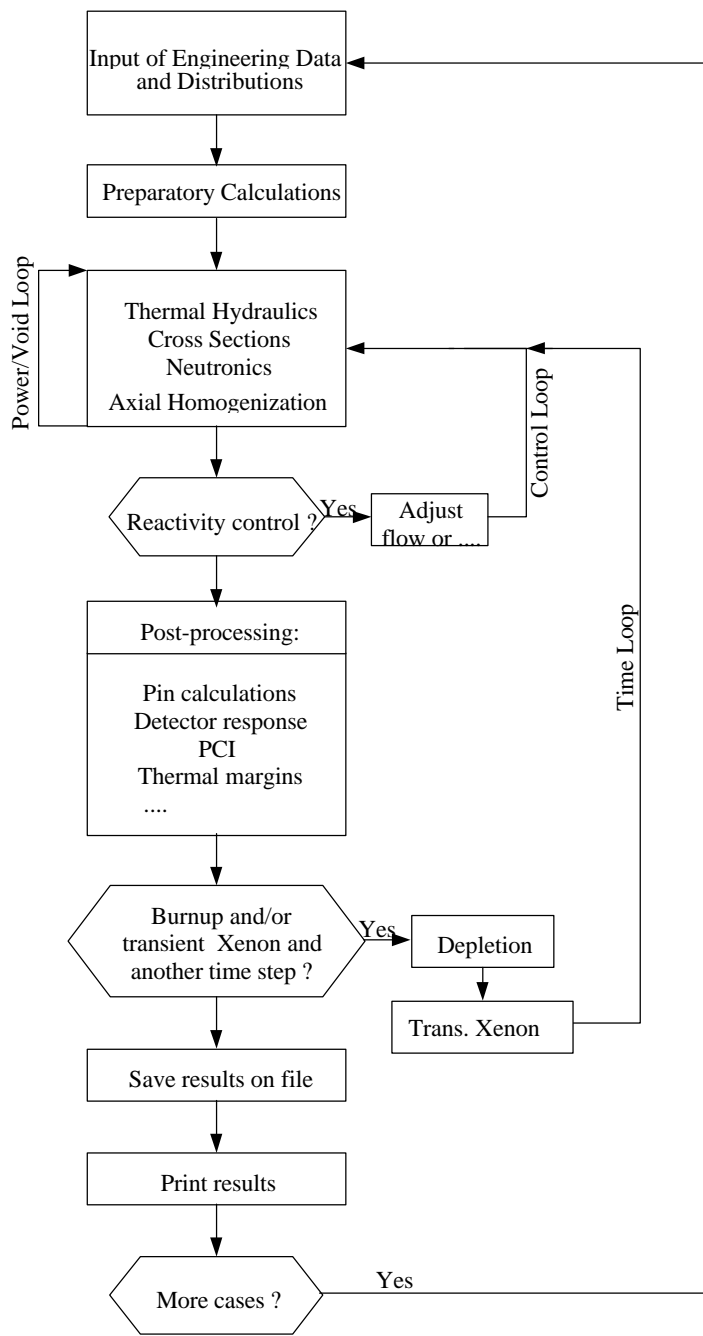 Input of Engineering Data
and Distributions
Preparatory Calculations
Power/Void Loop
Thermal Hydraulics
Cross Sections
Neutronics
Axial Homogenization
Control Loop
Reactivity control ?
Yes
Adjust
flow or ....
Time Loop
Post-processing:
Pin calculations
Detector response
PCI
Thermal margins
....
Burnup and/or
transient Xenon and
another time step ?
Yes
Depletion
Trans. Xenon
Save results on file
Print results
More cases ?
Yes